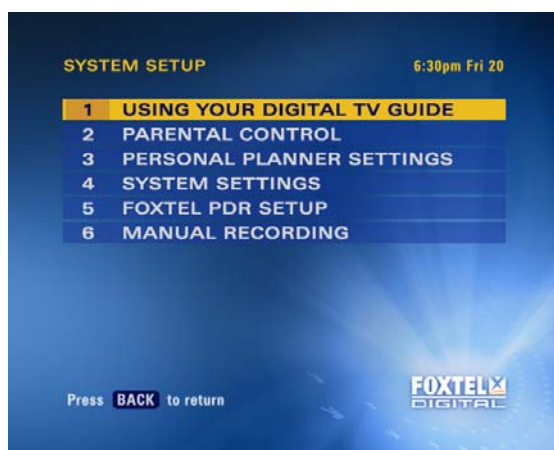 SYSTEM SETUP 6:30pm Fri 20
1 USING YOUR DIGITAL TV GUIDE
2 PARENTAL CONTROL
3 PERSONAL PLANNER SETTINGS
4 SYSTEM SETTINGS
5 FOXTEL PDR SETUP
6 MANUAL RECORDING
Press BACK to return
FOXTEL
DIGITAL